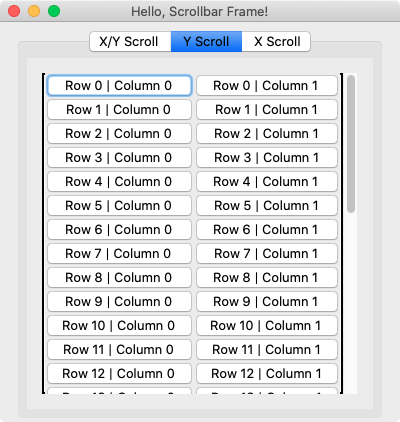 Hello, Scrollbar Frame!
X/Y Scroll Y Scroll X Scroll
Row 0 | Column 0 Row 0 | Column 1
Row 1 | Column 0 Row 1 | Column 1
Row 2 | Column 0 Row 2 | Column 1
Row 3 | Column 0 Row 3 | Column 1
Row 4 | Column 0 Row 4 | Column 1
Row 5 | Column 0 Row 5 | Column 1
Row 6 | Column 0 Row 6 | Column 1
Row 7 | Column 0 Row 7 | Column 1
Row 8 | Column 0 Row 8 | Column 1
Row 9 | Column 0 Row 9 | Column 1
Row 10 | Column 0 Row 10 | Column 1
Row 11 | Column 0 Row 11 | Column 1
Row 12 | Column 0 Row 12 | Column 1